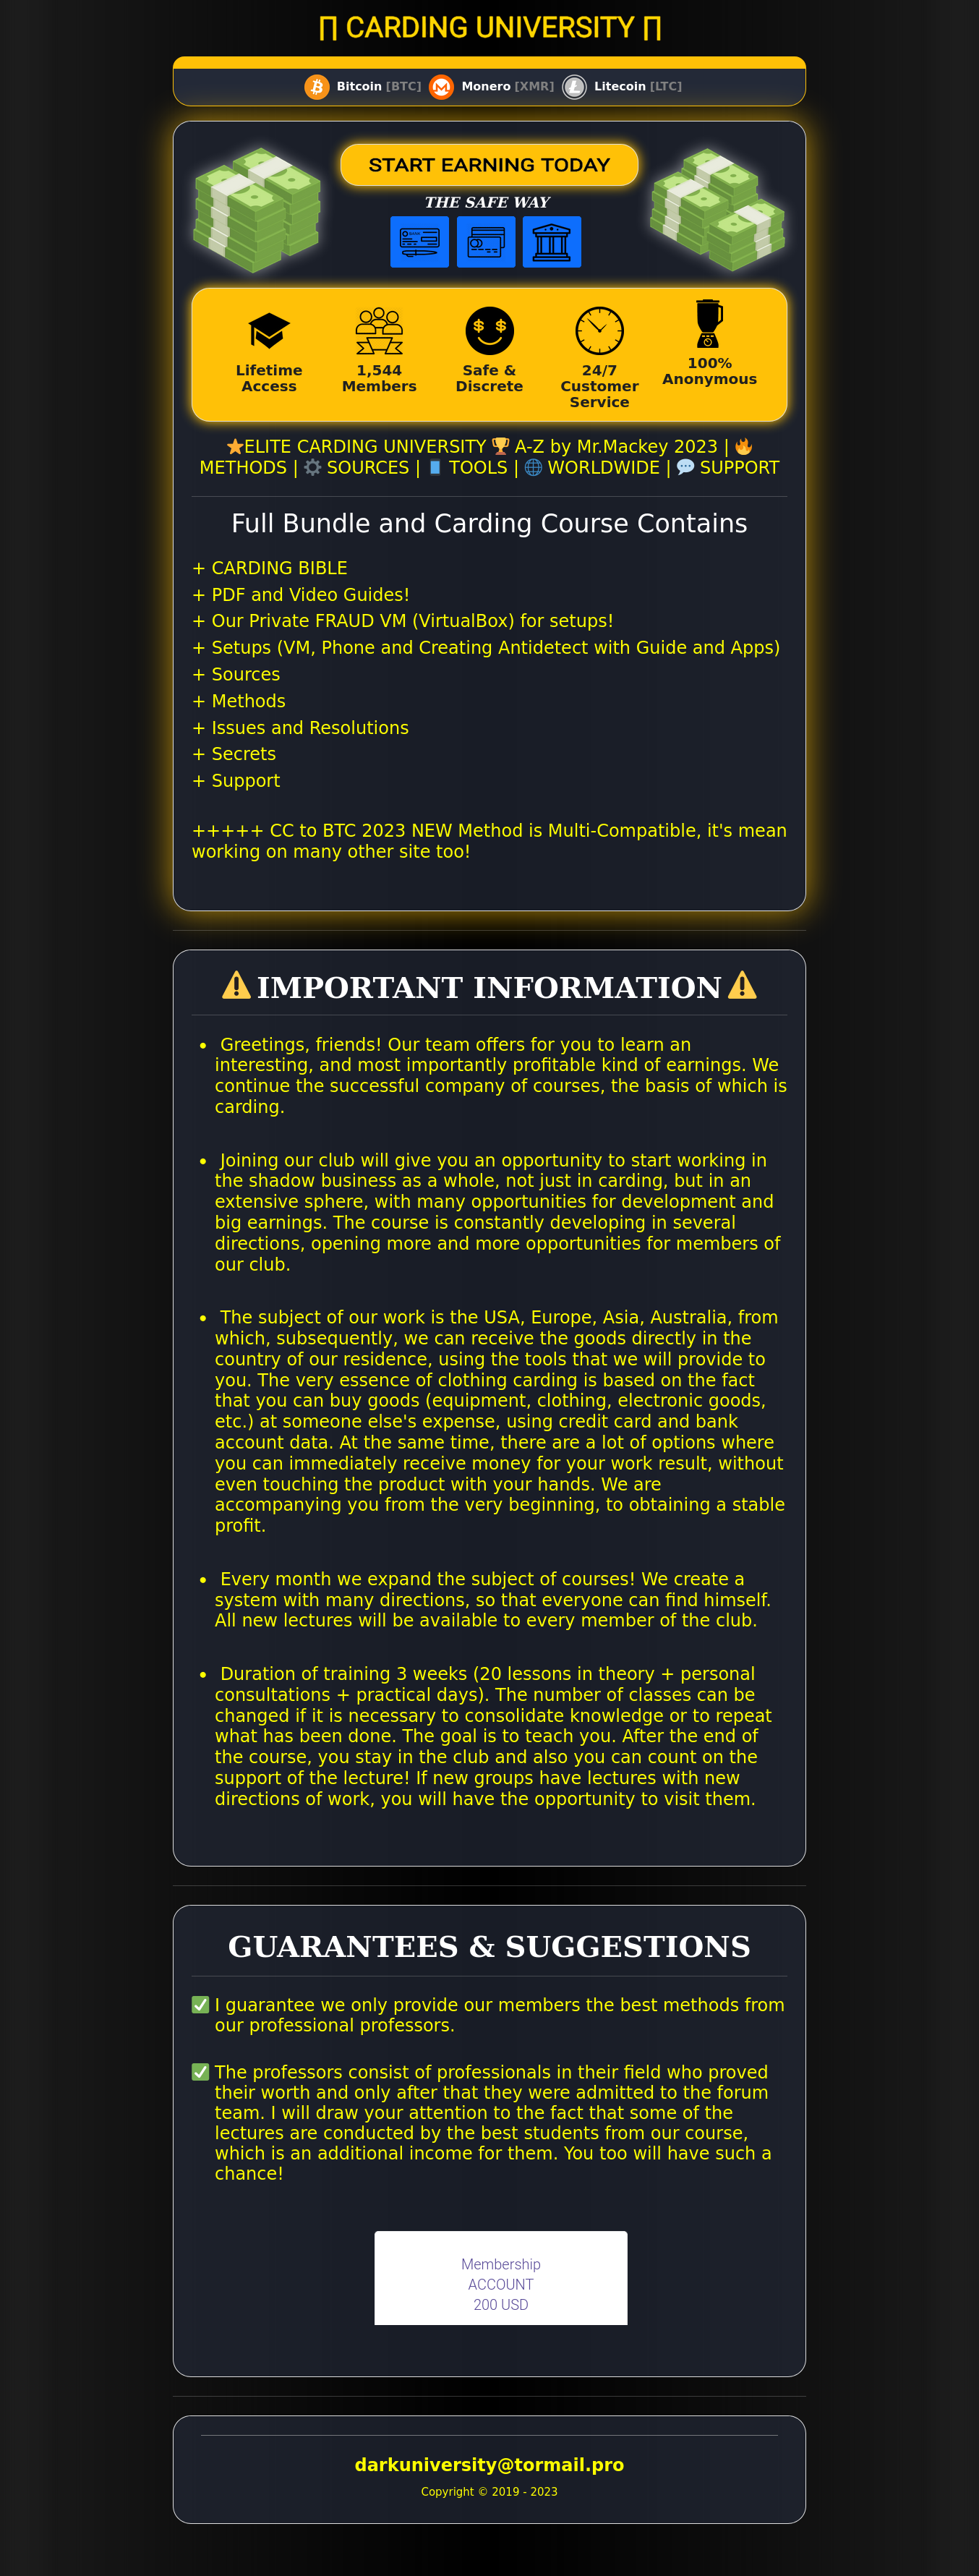 ∏ CARDING UNIVERSITY ∏
Bitcoin [BTC] Monero [XMR] Litecoin [LTC]
START EARNING TODAY
THE SAFE WAY
Lifetime
Access
1,544
Members
Safe &
Discrete
24/7
Customer
Service
100%
Anonymous
⭐ELITE CARDING UNIVERSITY 🏆 A-Z by Mr.Mackey 2023 | 🔥
METHODS | ⚙️ SOURCES | 📱 TOOLS | 🌐 WORLDWIDE | 💬 SUPPORT
Full Bundle and Carding Course Contains
+ CARDING BIBLE
+ PDF and Video Guides!
+ Our Private FRAUD VM (VirtualBox) for setups!
+ Setups (VM, Phone and Creating Antidetect with Guide and Apps)
+ Sources
+ Methods
+ Issues and Resolutions
+ Secrets
+ Support
+++++ CC to BTC 2023 NEW Method is Multi-Compatible, it's mean
working on many other site too!
⚠️ IMPORTANT INFORMATION ⚠️
• Greetings, friends! Our team offers for you to learn an
interesting, and most importantly profitable kind of earnings. We
continue the successful company of courses, the basis of which is
carding.
• Joining our club will give you an opportunity to start working in
the shadow business as a whole, not just in carding, but in an
extensive sphere, with many opportunities for development and
big earnings. The course is constantly developing in several
directions, opening more and more opportunities for members of
our club.
• The subject of our work is the USA, Europe, Asia, Australia, from
which, subsequently, we can receive the goods directly in the
country of our residence, using the tools that we will provide to
you. The very essence of clothing carding is based on the fact
that you can buy goods (equipment, clothing, electronic goods,
etc.) at someone else's expense, using credit card and bank
account data. At the same time, there are a lot of options where
you can immediately receive money for your work result, without
even touching the product with your hands. We are
accompanying you from the very beginning, to obtaining a stable
profit.
• Every month we expand the subject of courses! We create a
system with many directions, so that everyone can find himself.
All new lectures will be available to every member of the club.
• Duration of training 3 weeks (20 lessons in theory + personal
consultations + practical days). The number of classes can be
changed if it is necessary to consolidate knowledge or to repeat
what has been done. The goal is to teach you. After the end of
the course, you stay in the club and also you can count on the
support of the lecture! If new groups have lectures with new
directions of work, you will have the opportunity to visit them.
GUARANTEES & SUGGESTIONS
✅ I guarantee we only provide our members the best methods from
our professional professors.
✅ The professors consist of professionals in their field who proved
their worth and only after that they were admitted to the forum
team. I will draw your attention to the fact that some of the
lectures are conducted by the best students from our course,
which is an additional income for them. You too will have such a
chance!
Membership
ACCOUNT
200 USD
darkuniversity@tormail.pro
Copyright © 2019 - 2023